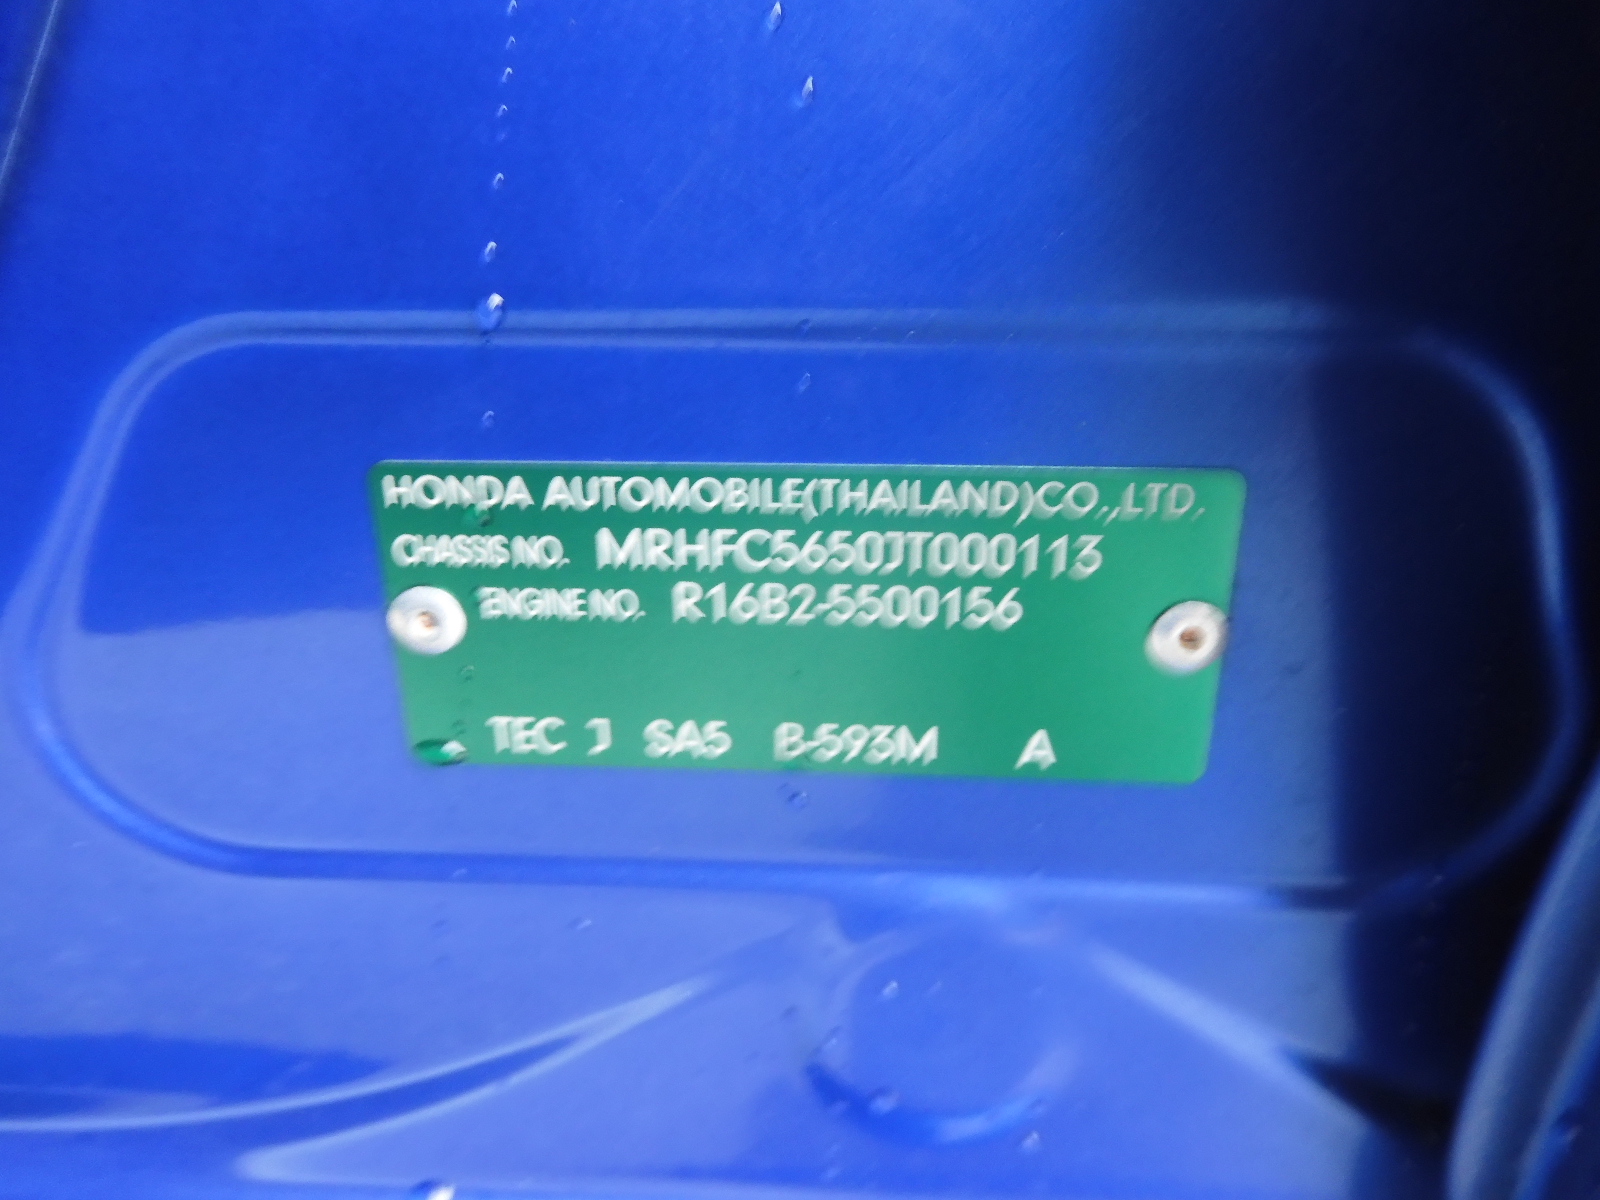 HONDA AUTOMOBILE(THAILAND)CO.,LTD.
CHASSIS NO. MRHFC5650JT000113
ENGINE NO. R16B2-5500156
TEC J SA5 B-593M A